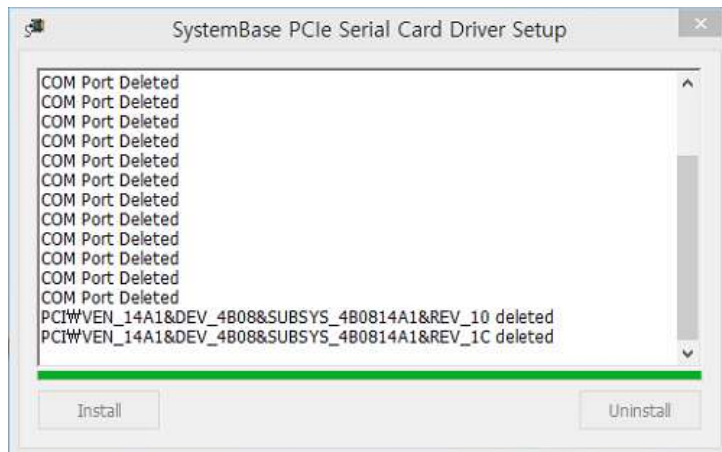 SystemBase PCIe Serial Card Driver Setup
COM Port Deleted
COM Port Deleted
COM Port Deleted
COM Port Deleted
COM Port Deleted
COM Port Deleted
COM Port Deleted
COM Port Deleted
COM Port Deleted
COM Port Deleted
COM Port Deleted
COM Port Deleted
PCI₩VEN_14A1&DEV_4B08&SUBSYS_4B0814A1&REV_10 deleted
PCI₩VEN_14A1&DEV_4B08&SUBSYS_4B0814A1&REV_1C deleted
Install
Uninstall